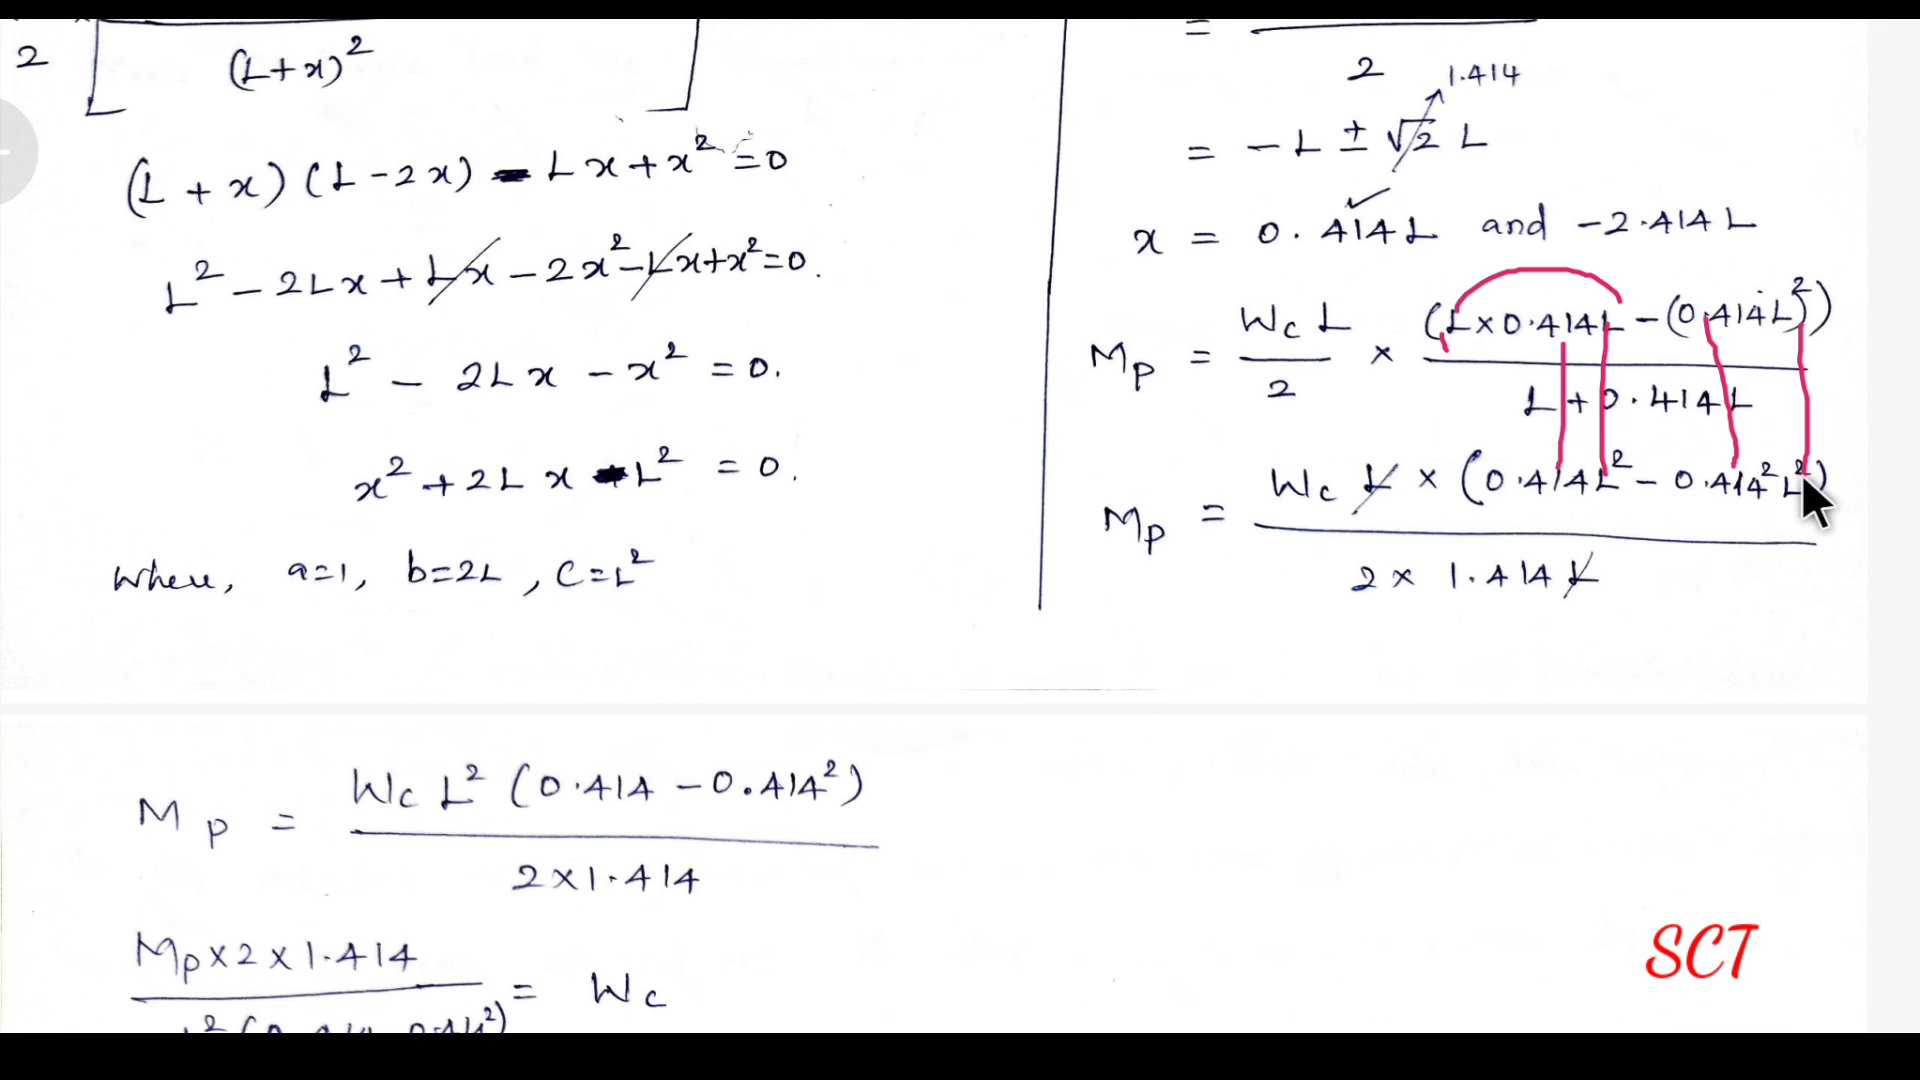 2 [ (L+x)² ]
(L + x) (L - 2x) - Lx + x² = 0
L² - 2Lx + Lx - 2x² - Lx + x² = 0.
L² - 2Lx - x² = 0.
x² + 2Lx - L² = 0.
where, a=1, b=2L, c=L²
= 2
1.414
= -L ± √2 L
x = 0.414L and -2.414L
Mp = WcL / 2 × (L×0.414L - (0.414L)²) / L + 0.414L
Mp = Wc L × (0.414L² - 0.414²L²) / 2 × 1.414L
Mp = WcL² (0.414 - 0.414²) / 2×1.414
Mp×2×1.414 / = Wc
SCT